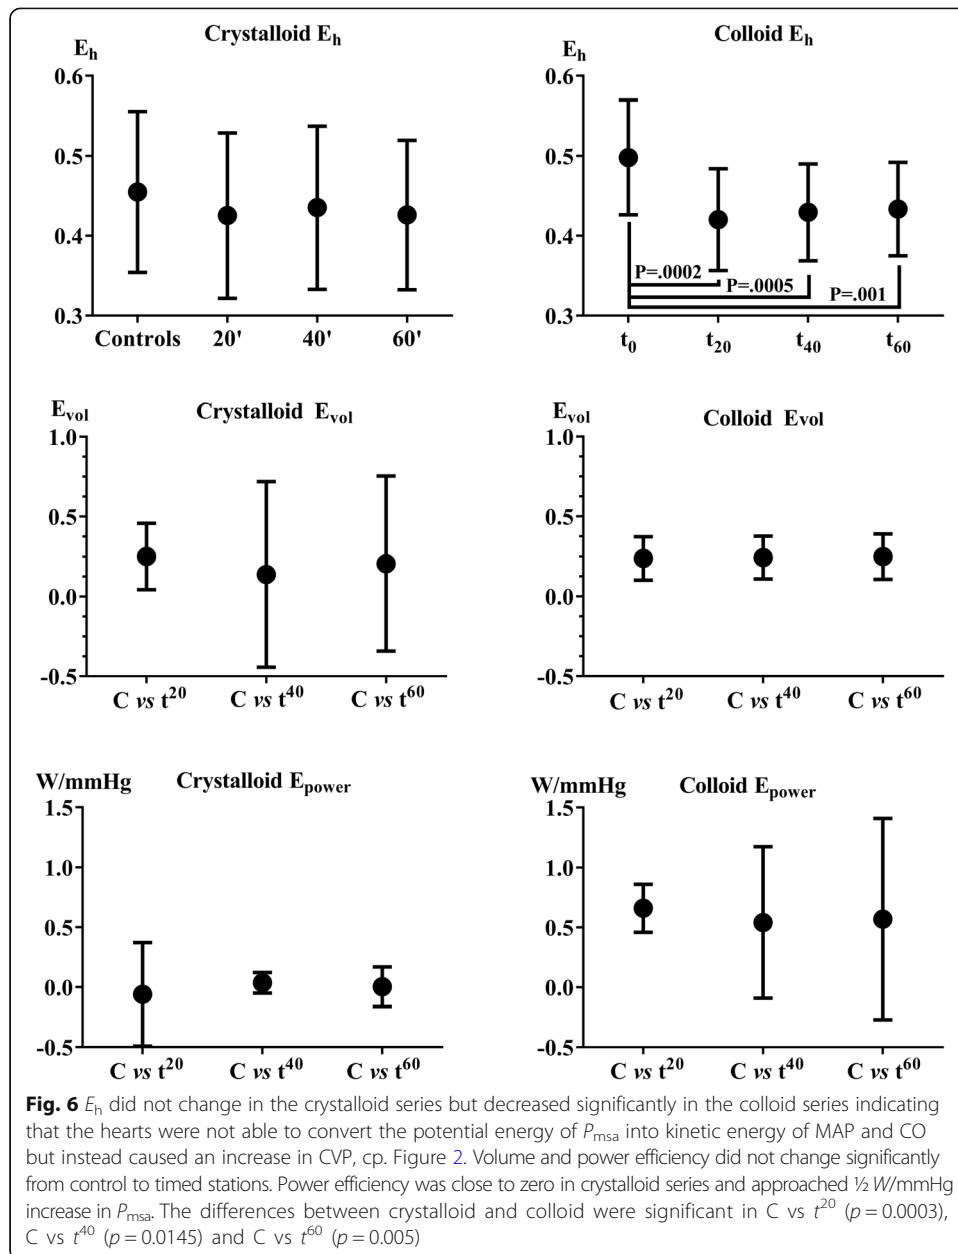 Crystalloid Eh
Eh
0.6
0.5
0.4
0.3
Controls 20' 40' 60'
Colloid Eh
Eh
0.6
0.5
0.4
0.3
P=.0002
P=.0005
P=.001
t0 t20 t40 t60
Crystalloid Evol
Evol
1.0
0.5
0.0
-0.5
C vs t20 C vs t40 C vs t60
Colloid Evol
Evol
1.0
0.5
0.0
-0.5
C vs t20 C vs t40 C vs t60
Crystalloid Epower
W/mmHg
1.5
1.0
0.5
0.0
-0.5
C vs t20 C vs t40 C vs t60
Colloid Epower
W/mmHg
1.5
1.0
0.5
0.0
-0.5
C vs t20 C vs t40 C vs t60
Fig. 6 Eh did not change in the crystalloid series but decreased significantly in the colloid series indicating
that the hearts were not able to convert the potential energy of Pmsa into kinetic energy of MAP and CO
but instead caused an increase in CVP, cp. Figure 2. Volume and power efficiency did not change significantly
from control to timed stations. Power efficiency was close to zero in crystalloid series and approached ½ W/mmHg
increase in Pmsa. The differences between crystalloid and colloid were significant in C vs t20 (p = 0.0003),
C vs t40 (p = 0.0145) and C vs t60 (p = 0.005)